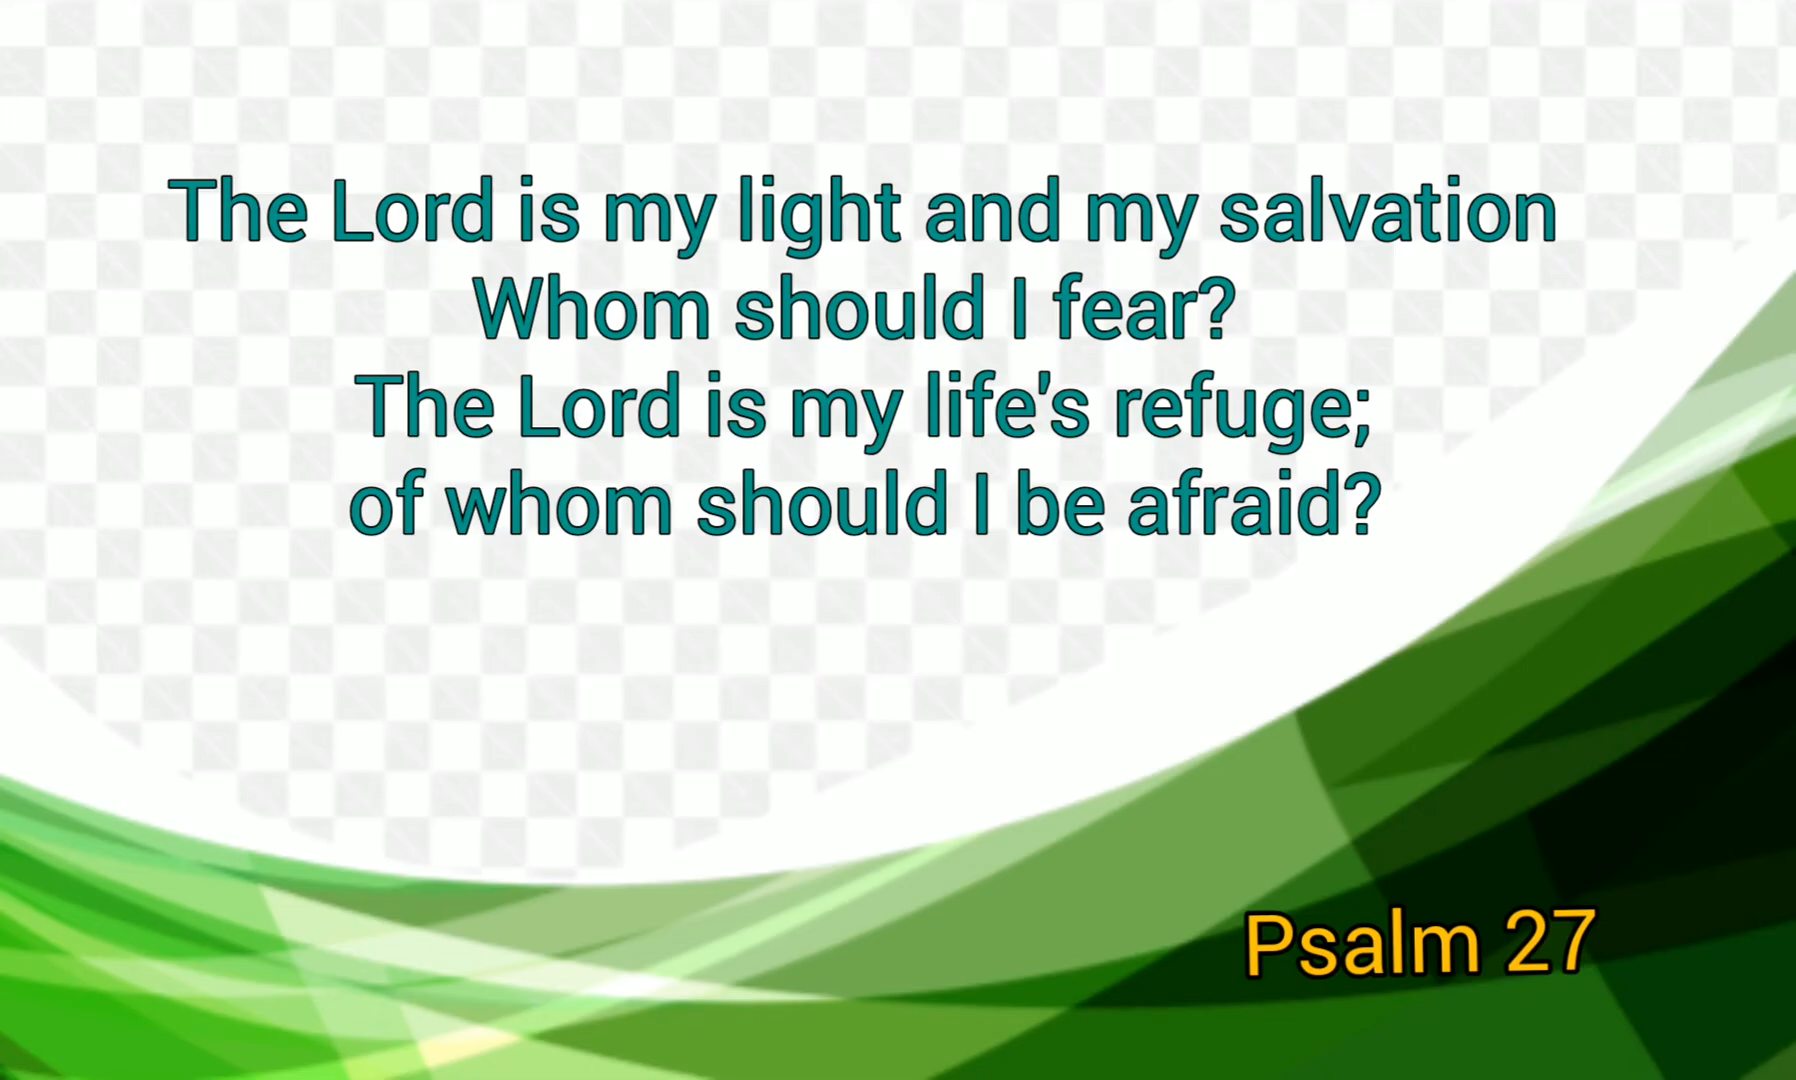 The Lord is my light and my salvation
Whom should I fear?
The Lord is my life's refuge;
of whom should I be afraid?
Psalm 27